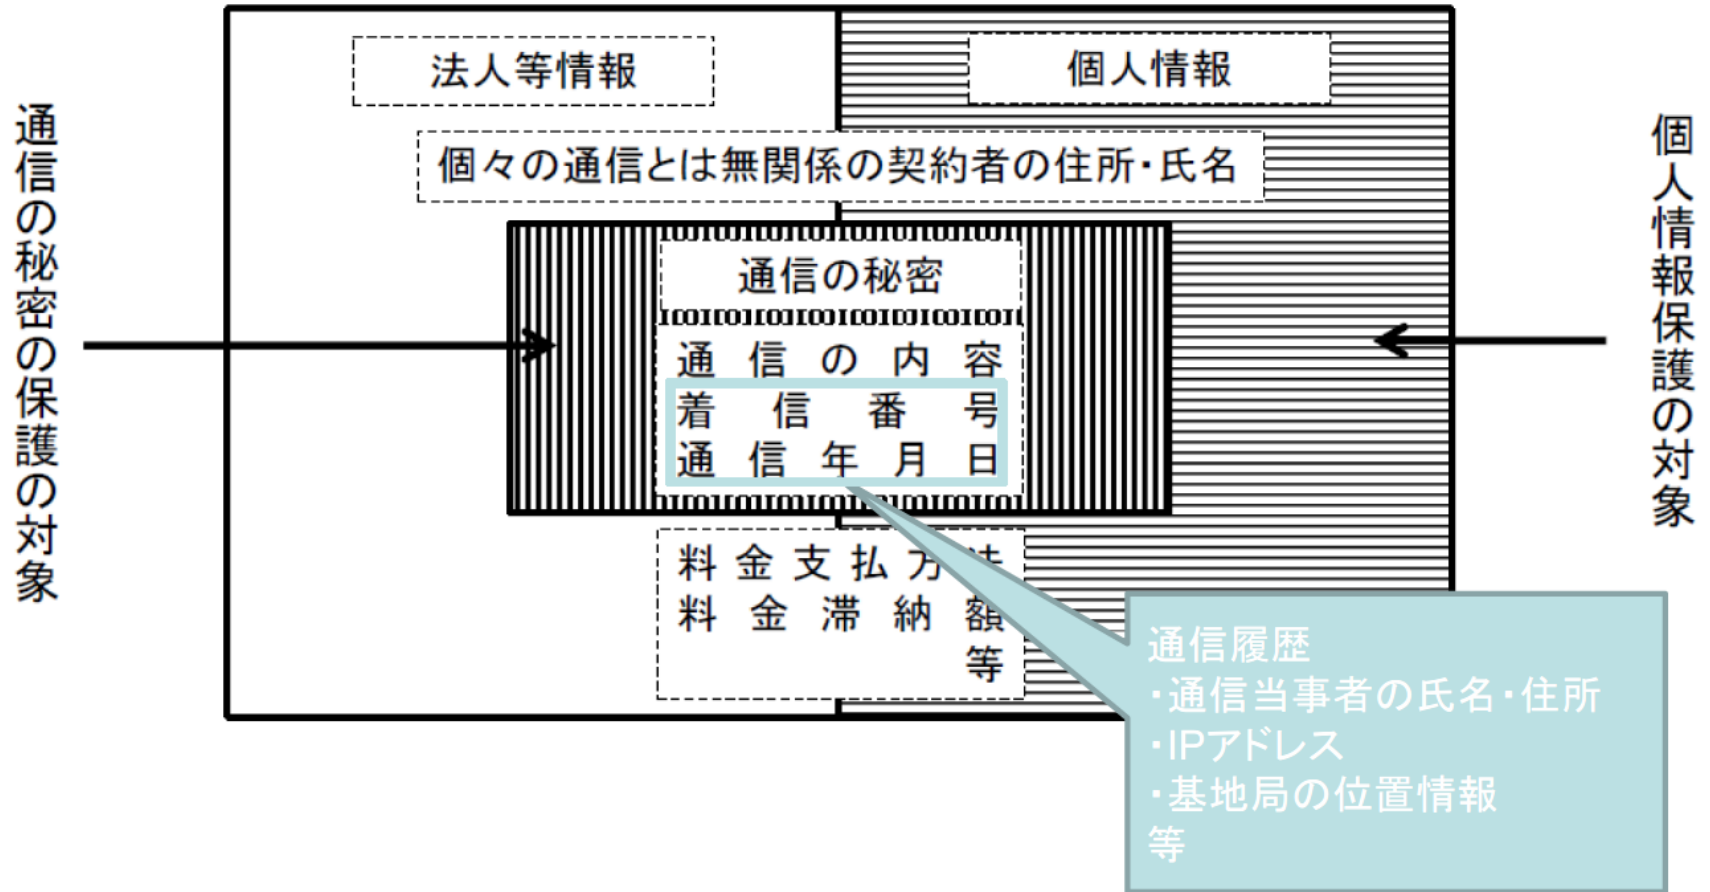 通信の秘密の保護の対象
法人等情報
個人情報
個々の通信とは無関係の契約者の住所・氏名
通信の秘密
通信の内容
着信番号
通信年月日
料金支払方法
料金滞納額
等
個人情報保護の対象
通信履歴
・通信当事者の氏名・住所
・IPアドレス
・基地局の位置情報
等